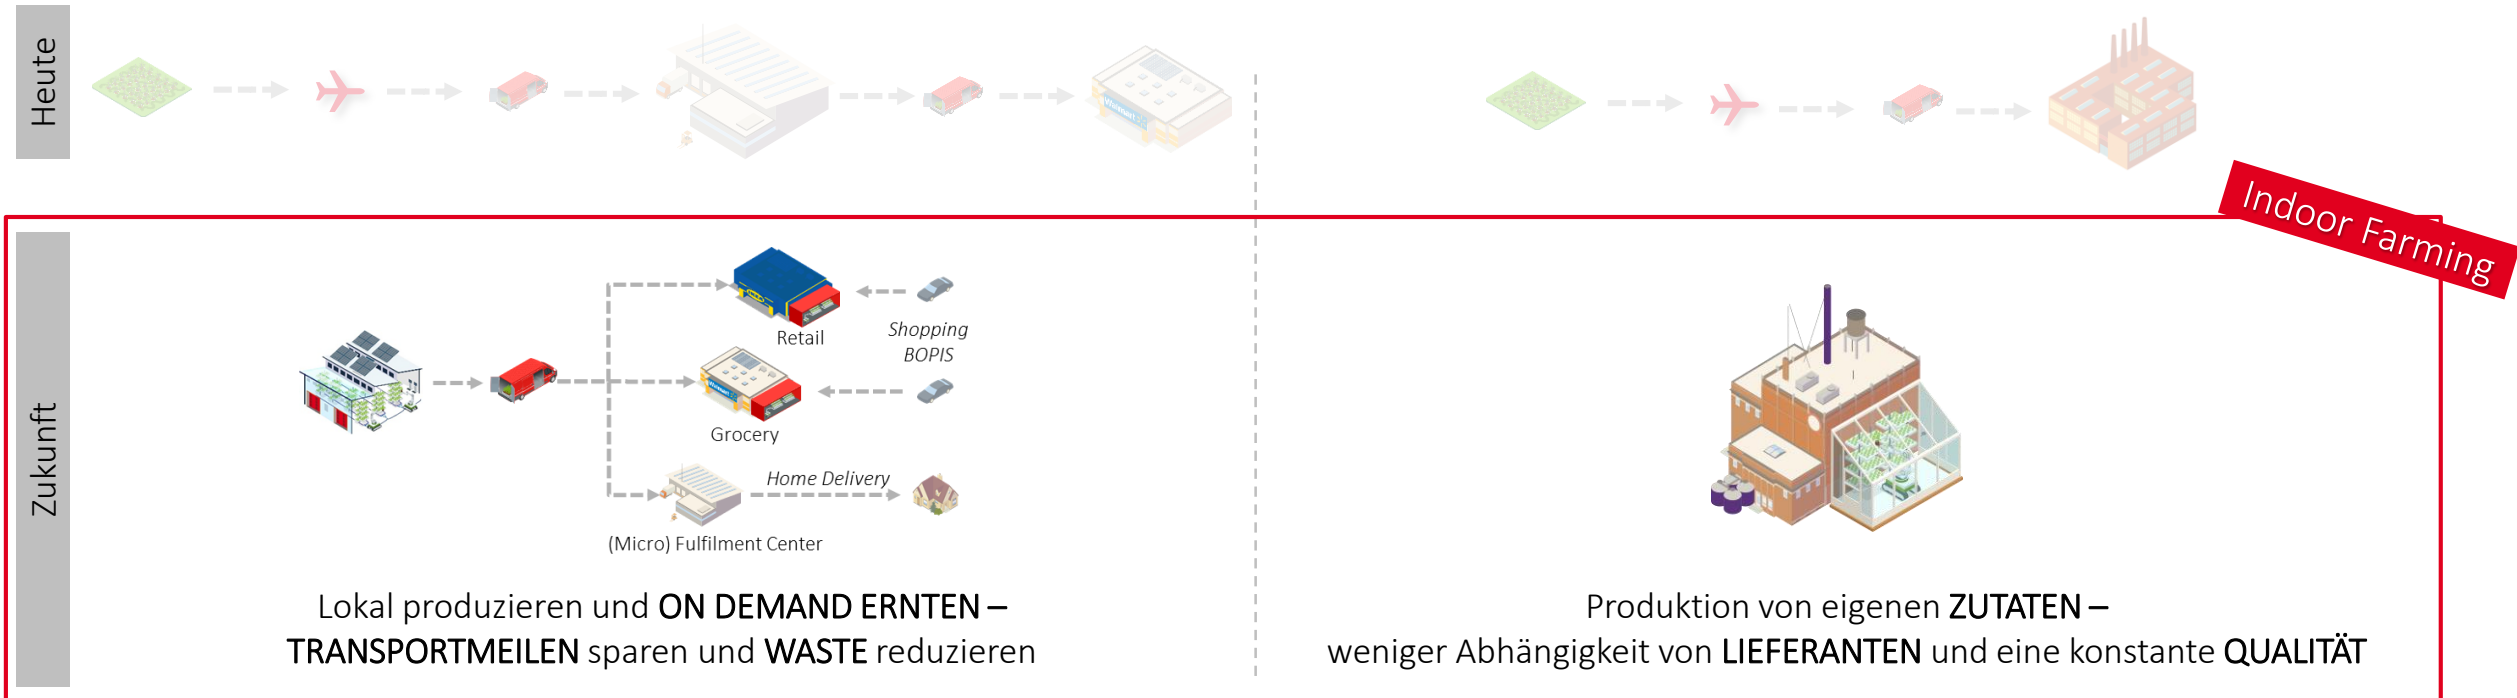 Heute
Indoor Farming
Zukunft
Retail
Shopping
BOPIS
Grocery
Home Delivery
(Micro) Fulfilment Center
Lokal produzieren und ON DEMAND ERNTEN –
TRANSPORTMEILEN sparen und WASTE reduzieren
Produktion von eigenen ZUTATEN –
weniger Abhängigkeit von LIEFERANTEN und eine konstante QUALITÄT